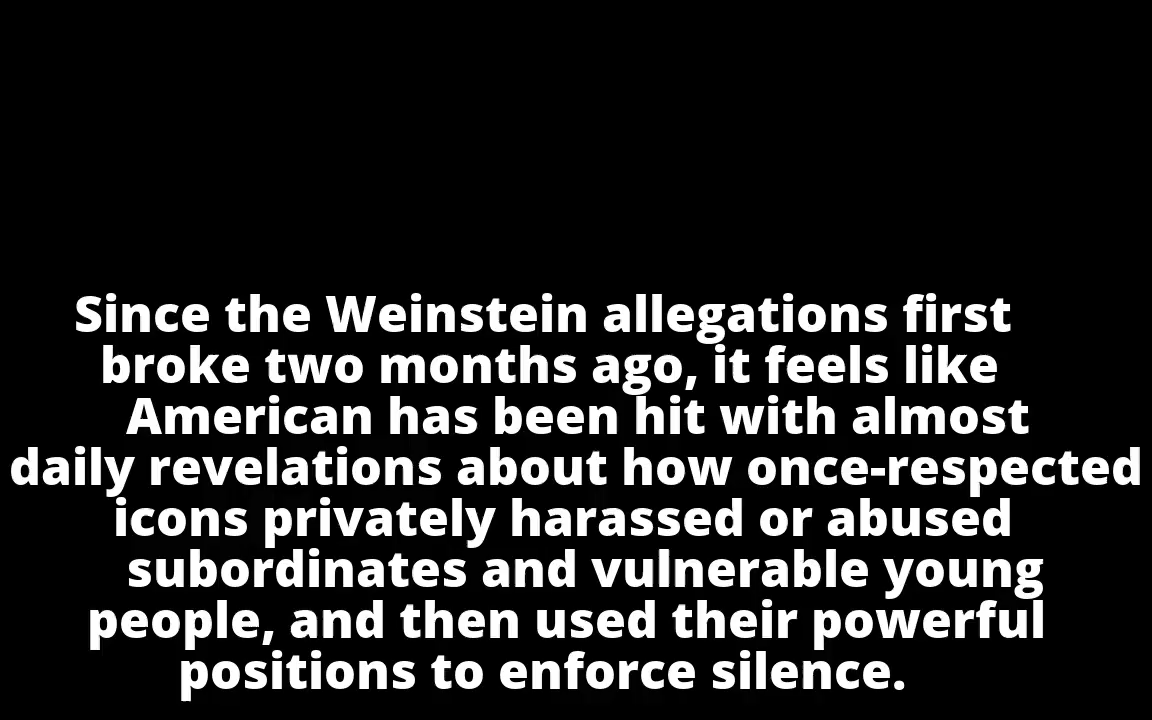 Since the Weinstein allegations first
broke two months ago, it feels like
American has been hit with almost
daily revelations about how once-respected
icons privately harassed or abused
subordinates and vulnerable young
people, and then used their powerful
positions to enforce silence.